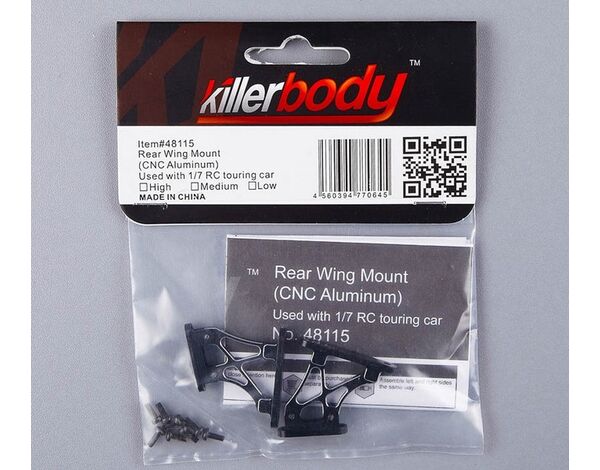 Killerbody
™
Item#48115
Rear Wing Mount
(CNC Aluminum)
Used with 1/7 RC touring car
□High □Medium □Low
MADE IN CHINA
4 560394 770645
™
Rear Wing Mount
(CNC Aluminum)
Used with 1/7 RC touring car
No. 48115
be purchased
Assemble left and right sides
the same way.